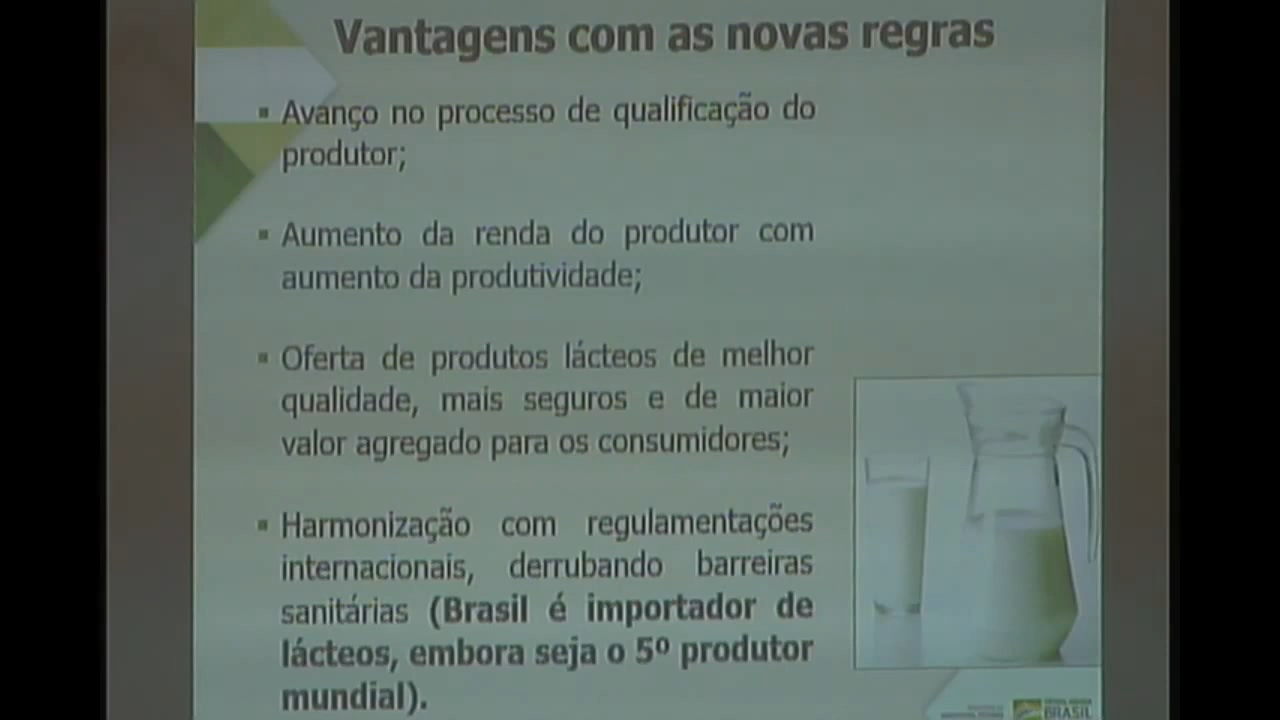 Vantagens com as novas regras
▪ Avanço no processo de qualificação do
produtor;
▪ Aumento da renda do produtor com
aumento da produtividade;
▪ Oferta de produtos lácteos de melhor
qualidade, mais seguros e de maior
valor agregado para os consumidores;
▪ Harmonização com regulamentações
internacionais, derrubando barreiras
sanitárias (Brasil é importador de
lácteos, embora seja o 5º produtor
mundial).
BRASIL